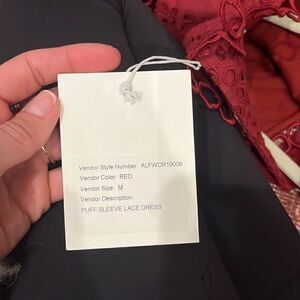 Vendor Style Number: ALFWDR19009
Vendor Color: RED
Vendor Size: M
Vendor Description:
PUFF SLEEVE LACE DRESS